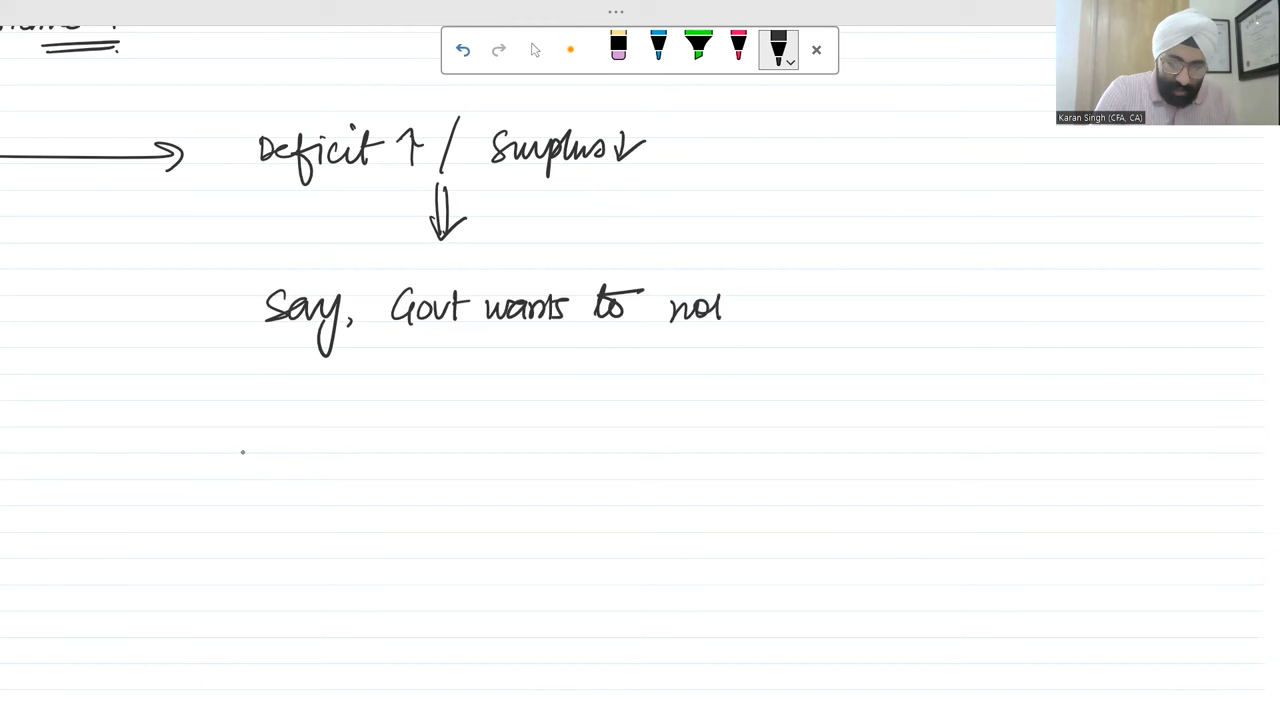 Karan Singh (CFA, CA)
Deficit ↑ / Surplus ↓
Say, Govt wants to not